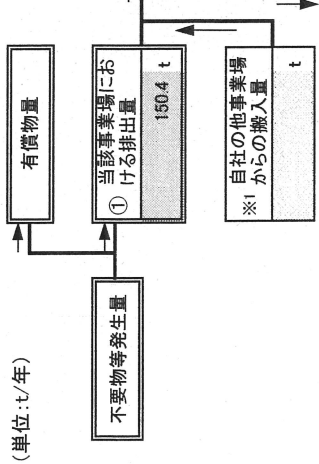 (単位:t/年)
不要物等発生量
有償物量
① 当該事業場にお
ける排出量
150.4 t
※1 自社の他事業場
からの搬入量
t